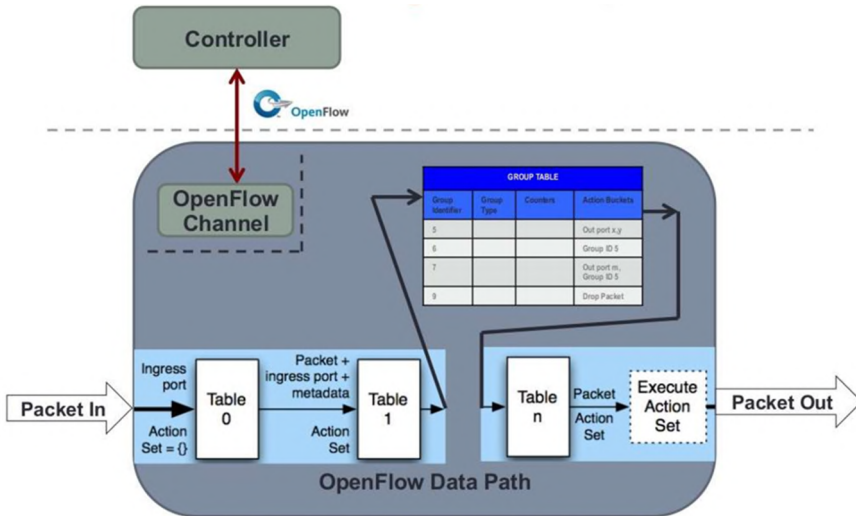 Controller
OpenFlow
OpenFlow
Channel
GROUP TABLE
Group
Identifier
Group
Type
Counters
Action Buckets
5
Out port x,y
6
Group ID 5
7
Out port m,
Group ID 5
9
Drop Packet
Packet In
Ingress
port
Action
Set = {}
Table
0
Packet +
ingress port +
metadata
Action
Set
Table
1
Table
n
Packet
Action
Set
Execute
Action
Set
Packet Out
OpenFlow Data Path